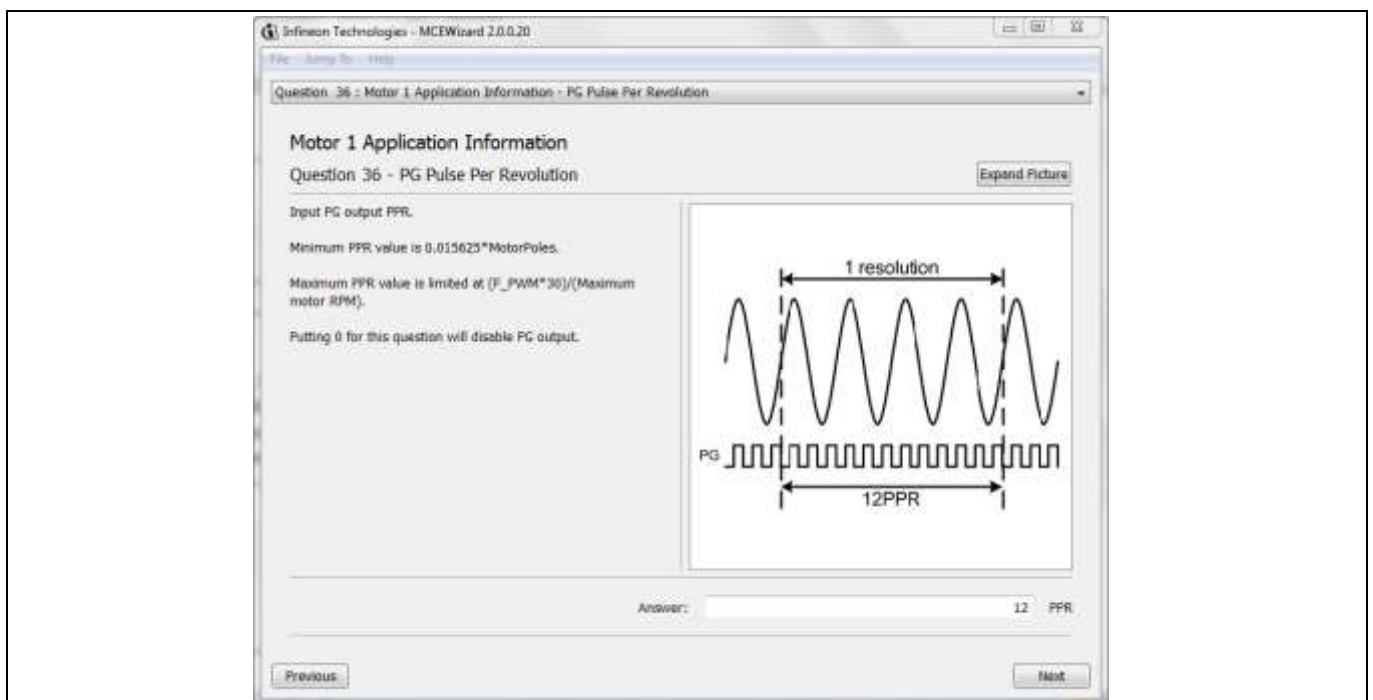 Infineon Technologies - MCEWizard 2.0.0.20
File Jump To Help
Question 36 : Motor 1 Application Information - PG Pulse Per Revolution
Motor 1 Application Information
Question 36 - PG Pulse Per Revolution
Expand Picture
Input PG output PPR.
Minimum PPR value is 0.015625*MotorPoles.
Maximum PPR value is limited at (F_PWM*30)/(Maximum
motor RPM).
Putting 0 for this question will disable PG output.
1 resolution
PG
12PPR
Answer: 12 PPR
Previous Next